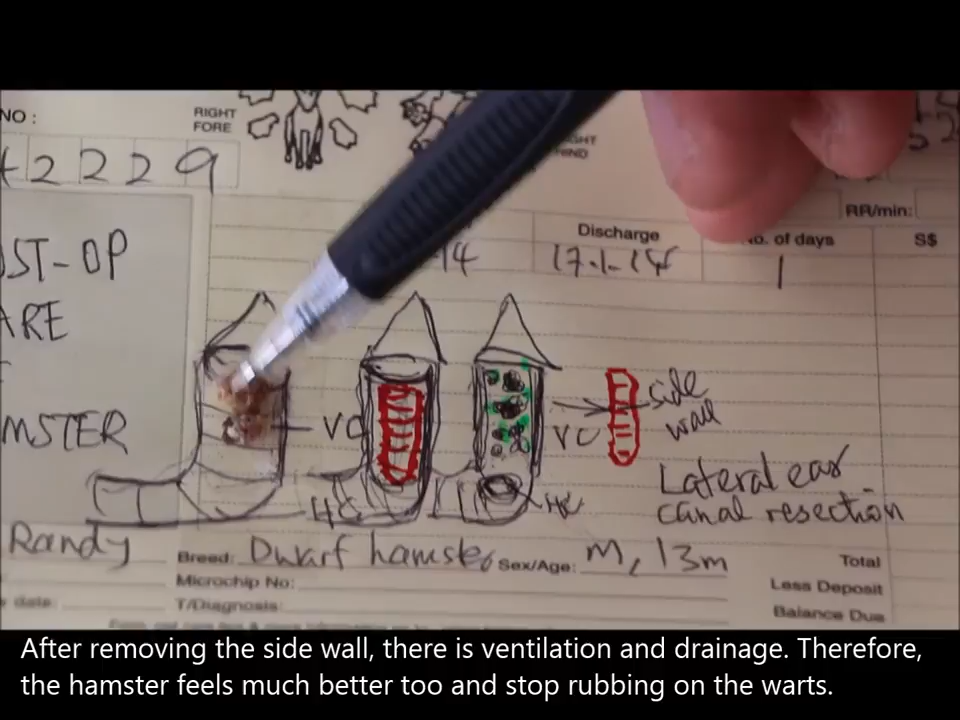 NO :
RIGHT
FORE
2229
Discharge
No. of days
RR/min:
S$
17.1.14
1
ST-OP
ARE
MSTER
VC
VC
side
wall
HC
HC
Lateral ear
canal resection
Randy
Breed: Dwarf hamster Sex/Age: M, 13m
Microchip No:
T/Diagnosis:
Total
Less Deposit
Balance Due
After removing the side wall, there is ventilation and drainage. Therefore,
the hamster feels much better too and stop rubbing on the warts.